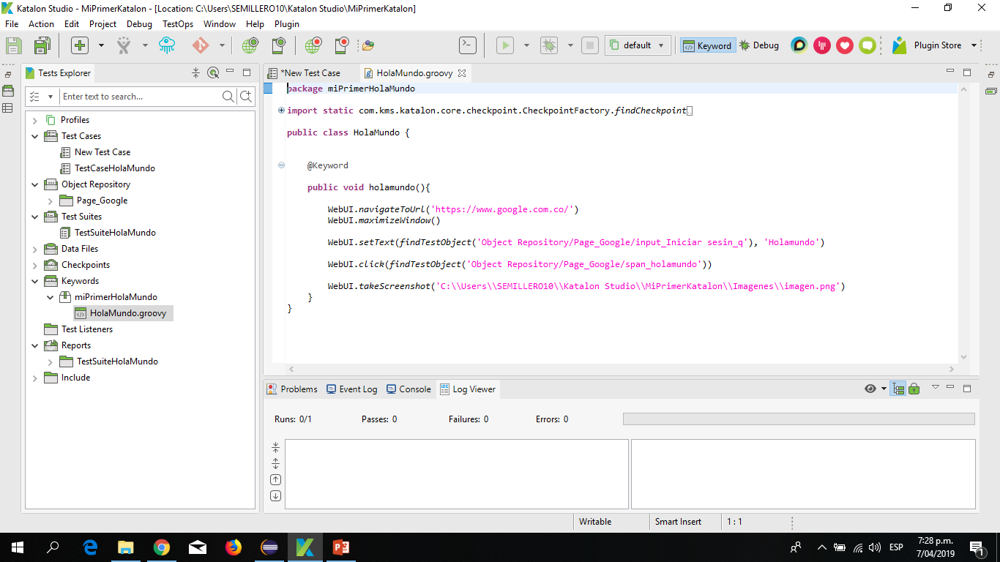 Katalon Studio - MiPrimerKatalon - [Location: C:\Users\SEMILLERO10\Katalon Studio\MiPrimerKatalon]
File Action Edit Project Debug TestOps Window Help Plugin
default Keyword Debug Plugin Store
Tests Explorer
Enter text to search...
Profiles
Test Cases
New Test Case
TestCaseHolaMundo
Object Repository
Page_Google
Test Suites
TestSuiteHolaMundo
Data Files
Checkpoints
Keywords
miPrimerHolaMundo
HolaMundo.groovy
Test Listeners
Reports
TestSuiteHolaMundo
Include
*New Test Case HolaMundo.groovy
package miPrimerHolaMundo
import static com.kms.katalon.core.checkpoint.CheckpointFactory.findCheckpoint
public class HolaMundo {
@Keyword
public void holamundo(){
WebUI.navigateToUrl('https://www.google.com.co/')
WebUI.maximizeWindow()
WebUI.setText(findTestObject('Object Repository/Page_Google/input_Iniciar sesin_q'), 'Holamundo')
WebUI.click(findTestObject('Object Repository/Page_Google/span_holamundo'))
WebUI.takeScreenshot('C:\\Users\\SEMILLERO10\\Katalon Studio\\MiPrimerKatalon\\Imagenes\\imagen.png')
}
}
Problems Event Log Console Log Viewer
Runs: 0/1 Passes: 0 Failures: 0 Errors: 0
Writable Smart Insert 1 : 1
ESP 7:28 p.m.
7/04/2019 1